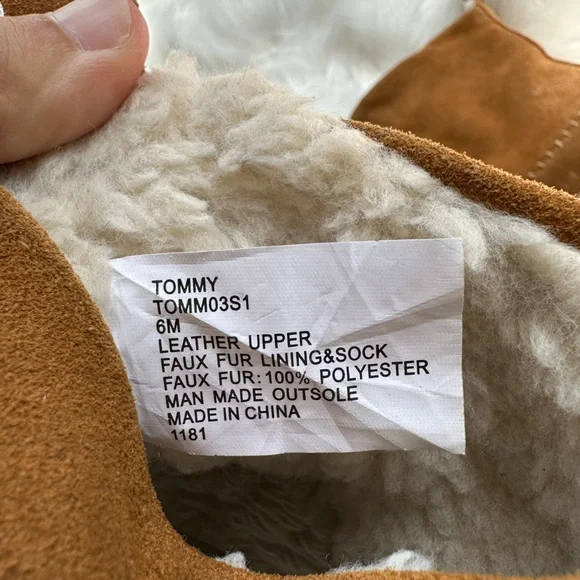 TOMMY
TOMM03S1
6M
LEATHER UPPER
FAUX FUR LINING&SOCK
FAUX FUR: 100% POLYESTER
MAN MADE OUTSOLE
MADE IN CHINA
1181